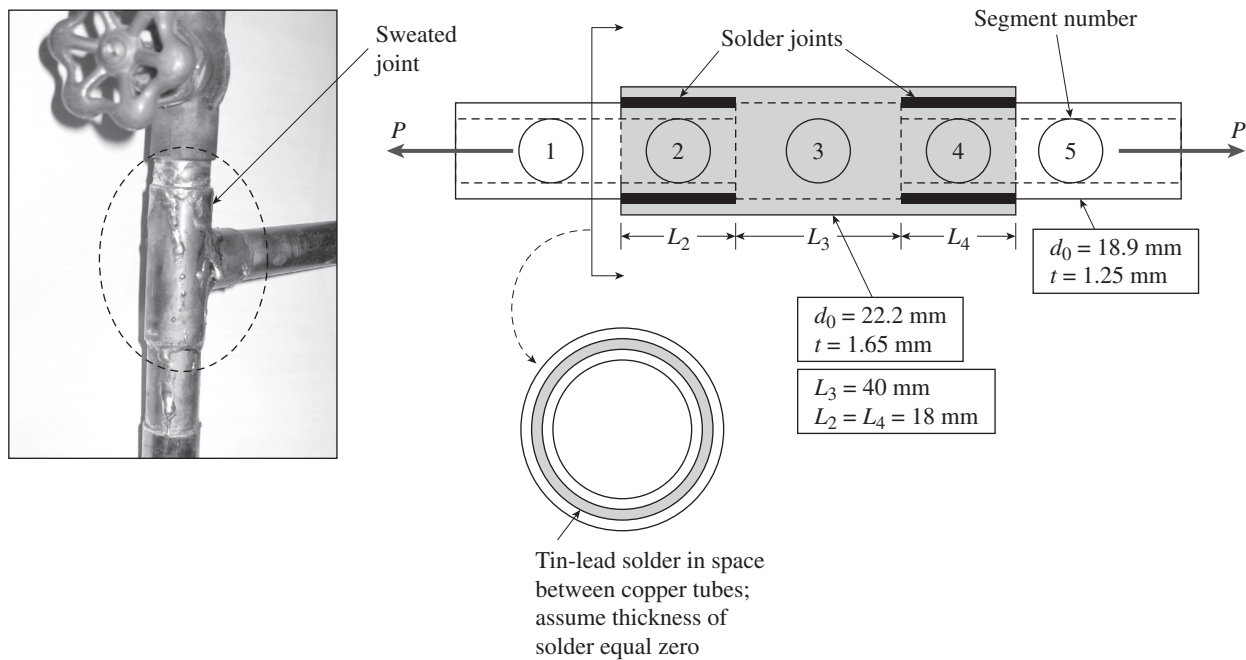 Sweated
joint
Segment number
Solder joints
P
1
2
3
4
5
P
L2
L3
L4
d0 = 18.9 mm
t = 1.25 mm
d0 = 22.2 mm
t = 1.65 mm
L3 = 40 mm
L2 = L4 = 18 mm
Tin-lead solder in space
between copper tubes;
assume thickness of
solder equal zero